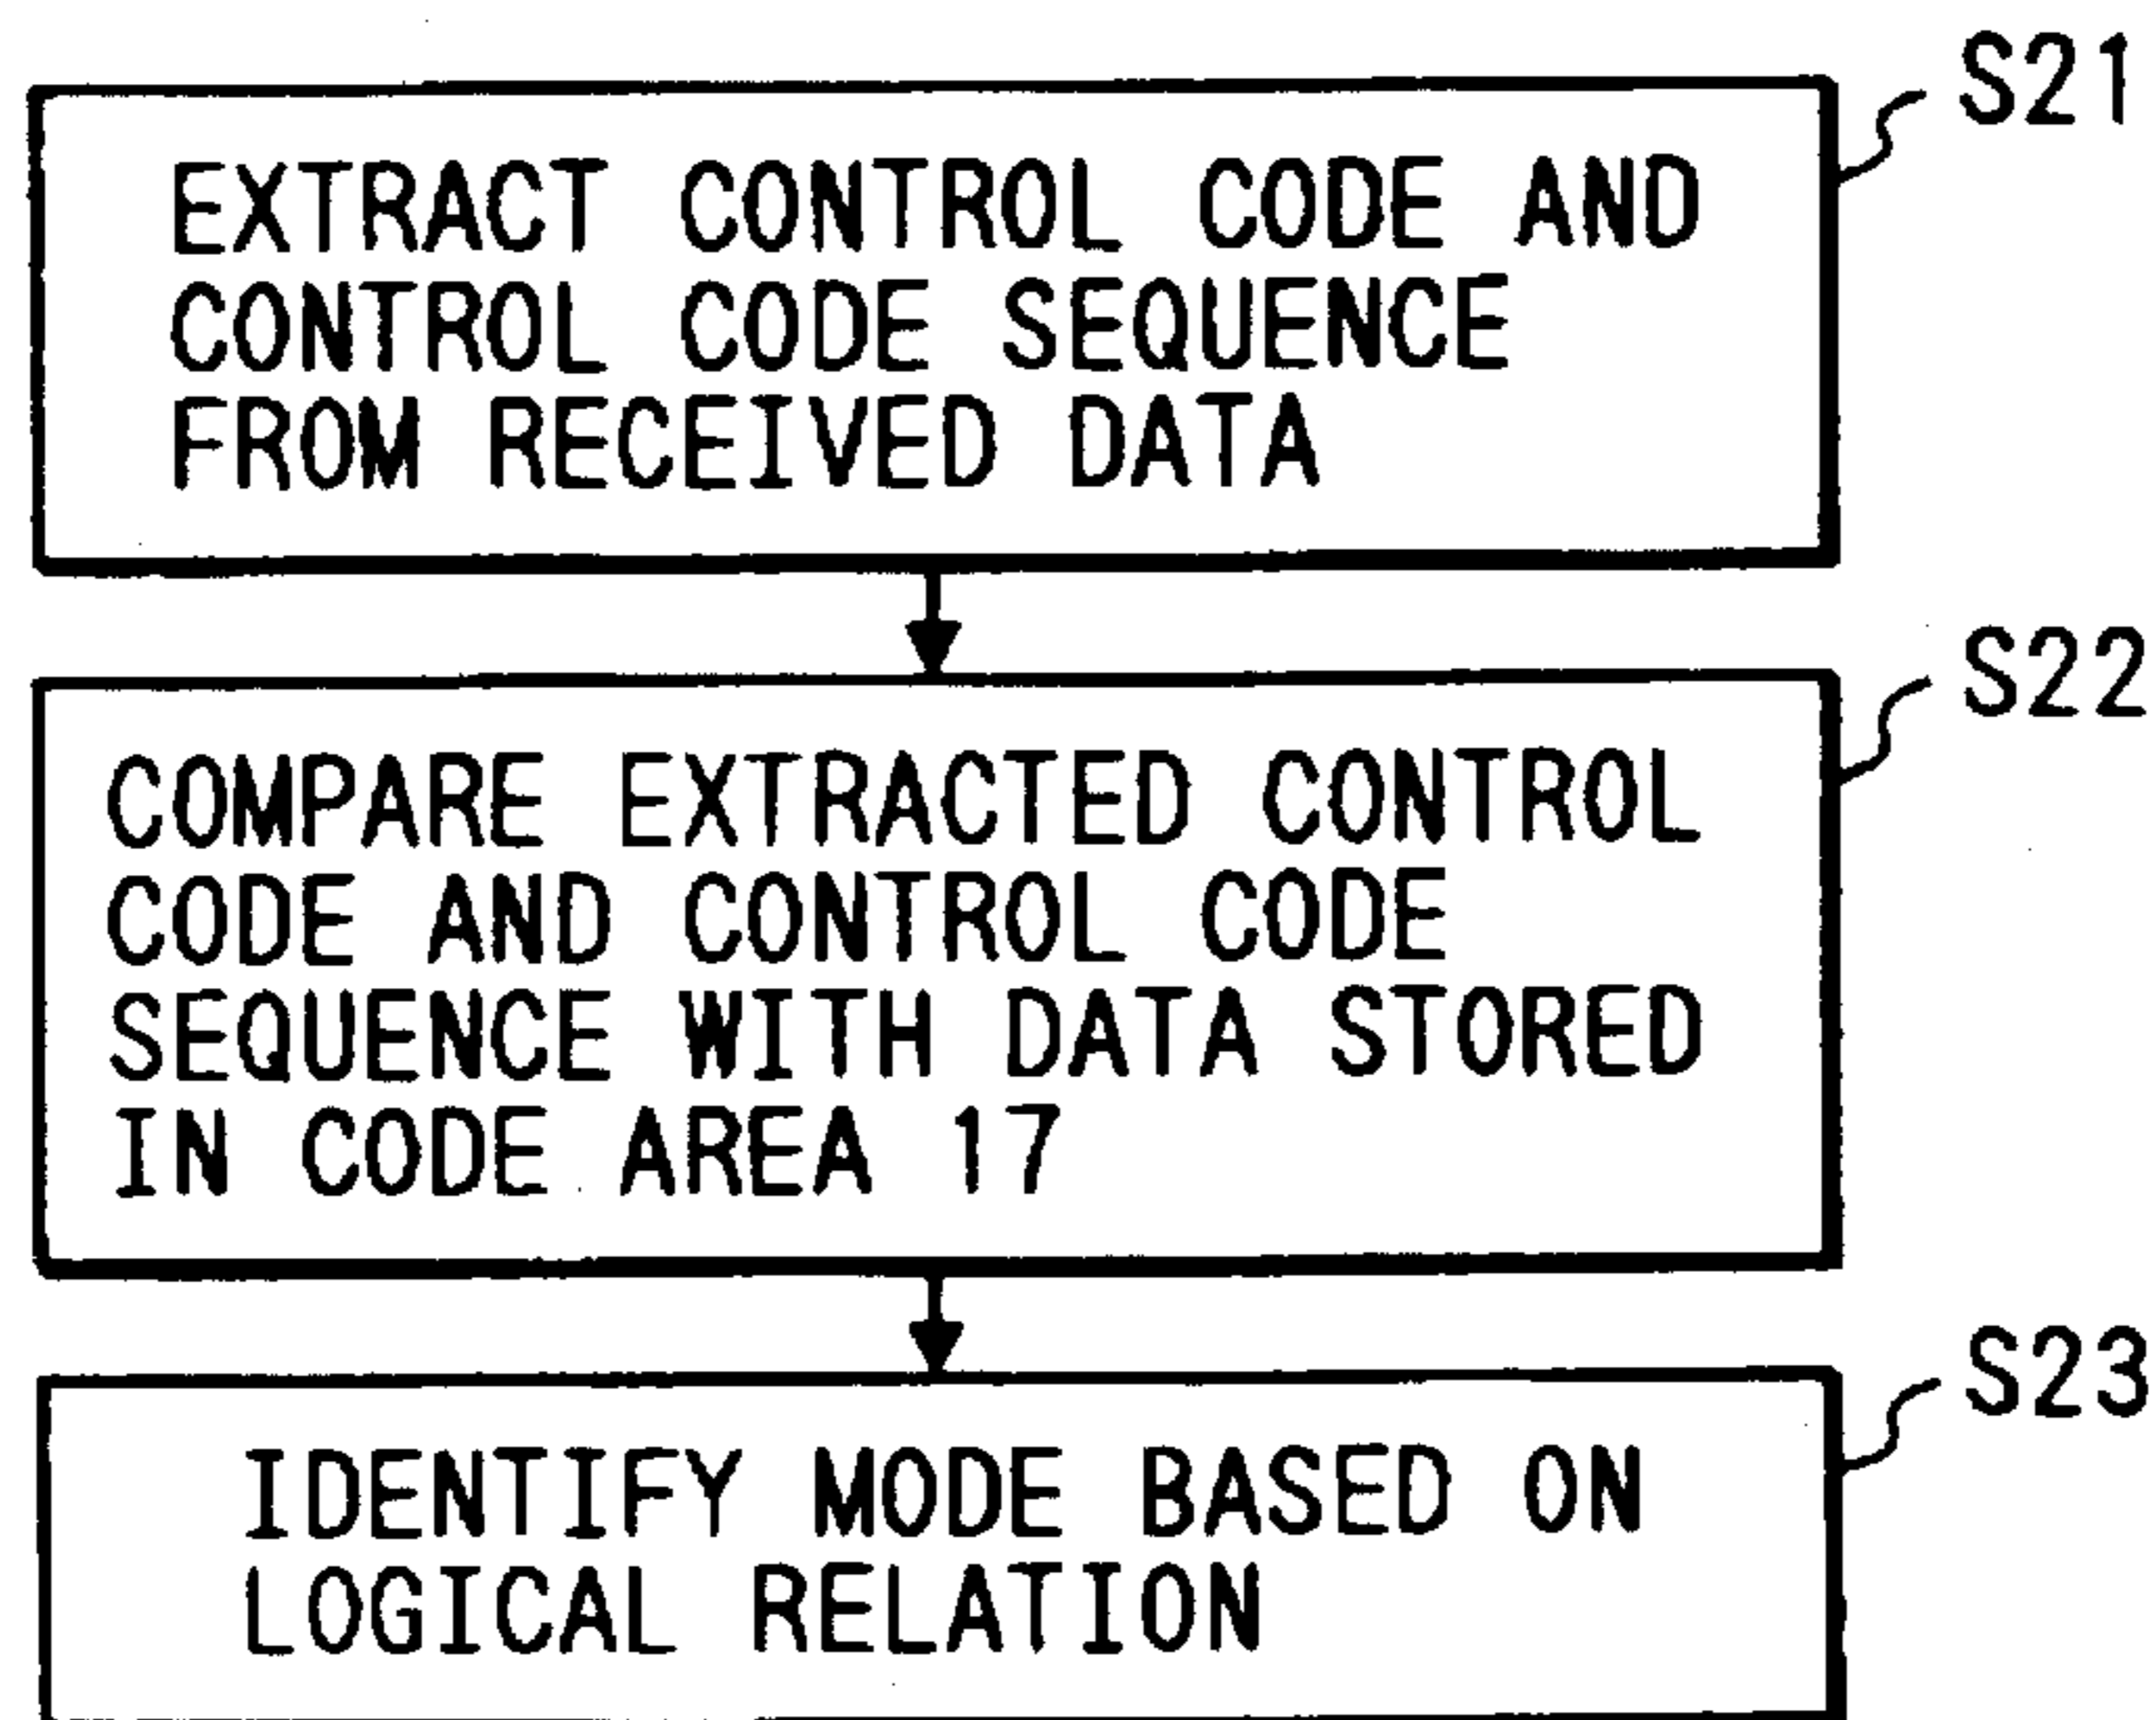 S21
EXTRACT CONTROL CODE AND
CONTROL CODE SEQUENCE
FROM RECEIVED DATA
S22
COMPARE EXTRACTED CONTROL
CODE AND CONTROL CODE
SEQUENCE WITH DATA STORED
IN CODE AREA 17
S23
IDENTIFY MODE BASED ON
LOGICAL RELATION